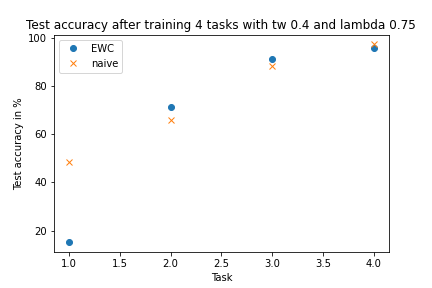 Test accuracy after training 4 tasks with tw 0.4 and lambda 0.75
EWC
naive
Test accuracy in %
100
80
60
40
20
1.0 1.5 2.0 2.5 3.0 3.5 4.0
Task